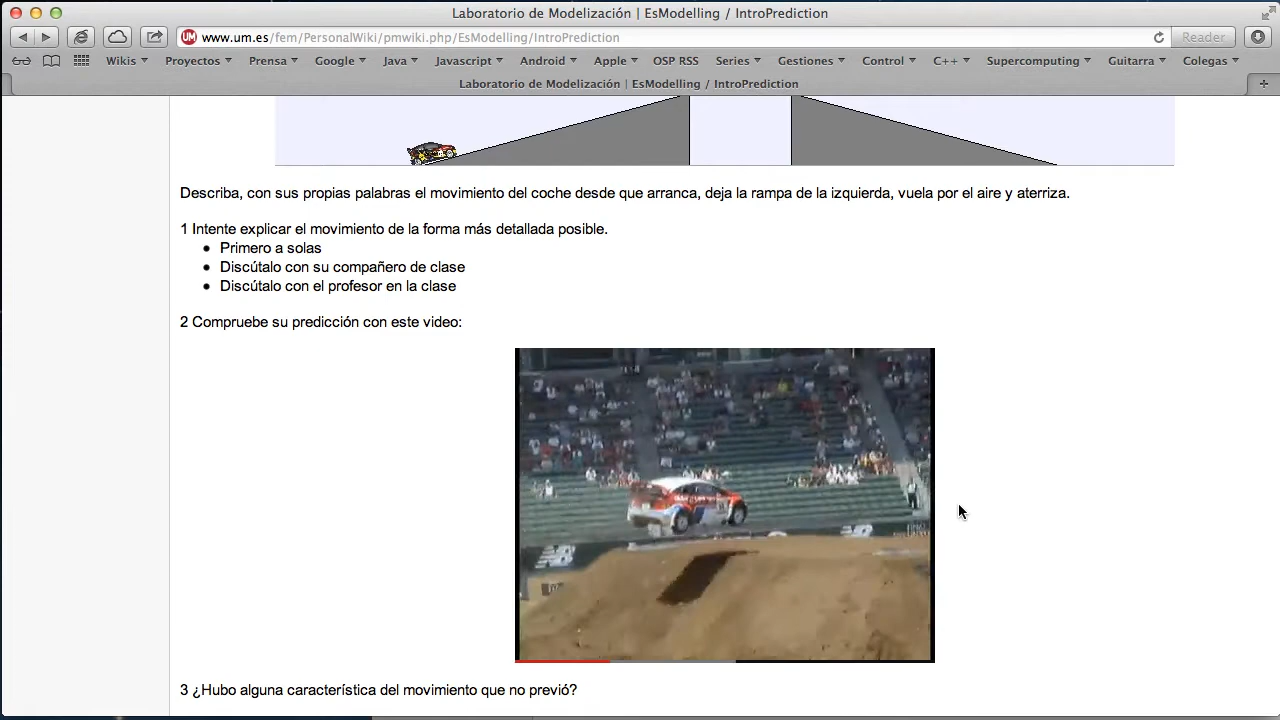 Laboratorio de Modelización | EsModelling / IntroPrediction
UM www.um.es/fem/PersonalWiki/pmwiki.php/EsModelling/IntroPrediction Reader
Wikis Proyectos Prensa Google Java Javascript Android Apple OSP RSS Series Gestiones Control C++ Supercomputing Guitarra Colegas
Laboratorio de Modelización | EsModelling / IntroPrediction
Describa, con sus propias palabras el movimiento del coche desde que arranca, deja la rampa de la izquierda, vuela por el aire y aterriza.
1 Intente explicar el movimiento de la forma más detallada posible.
Primero a solas
Discútalo con su compañero de clase
Discútalo con el profesor en la clase
2 Compruebe su predicción con este video:
3 ¿Hubo alguna característica del movimiento que no previó?